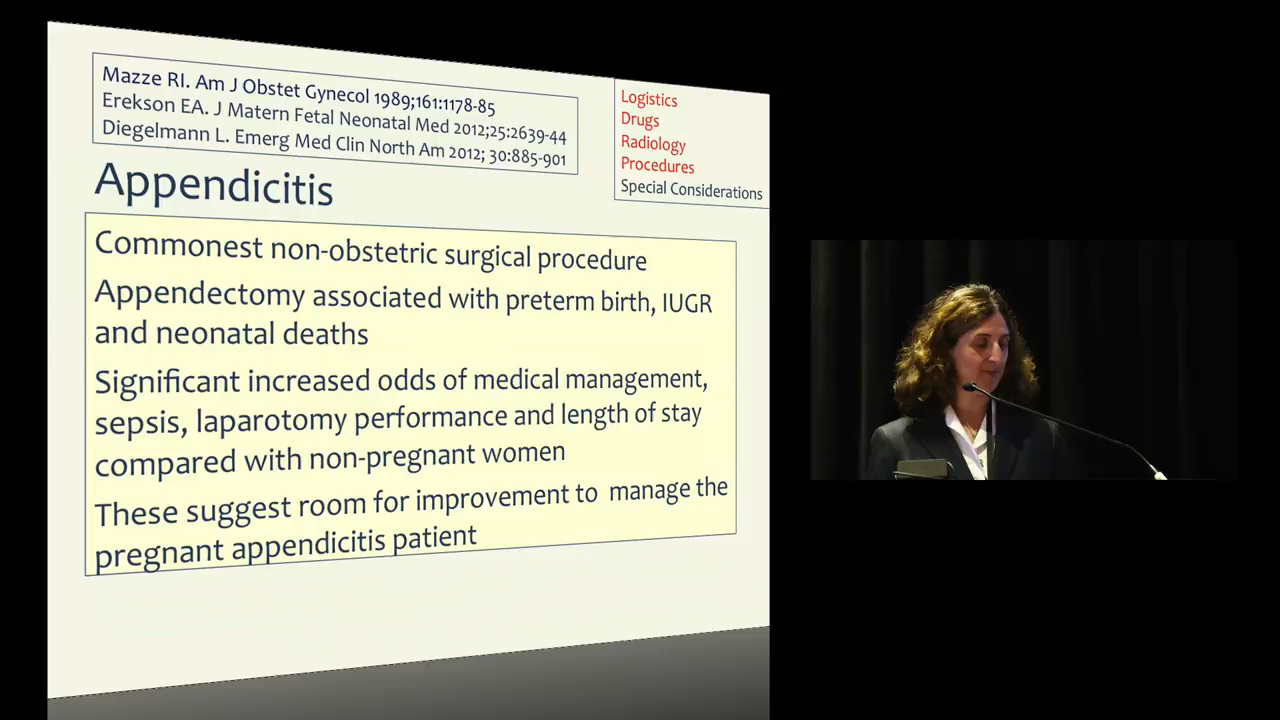 Mazze RI. Am J Obstet Gynecol 1989;161:1178-85
Erekson EA. J Matern Fetal Neonatal Med 2012;25:2639-44
Diegelmann L. Emerg Med Clin North Am 2012; 30:885-901
Logistics
Drugs
Radiology
Procedures
Special Considerations
Appendicitis
Commonest non-obstetric surgical procedure
Appendectomy associated with preterm birth, IUGR
and neonatal deaths
Significant increased odds of medical management,
sepsis, laparotomy performance and length of stay
compared with non-pregnant women
These suggest room for improvement to manage the
pregnant appendicitis patient